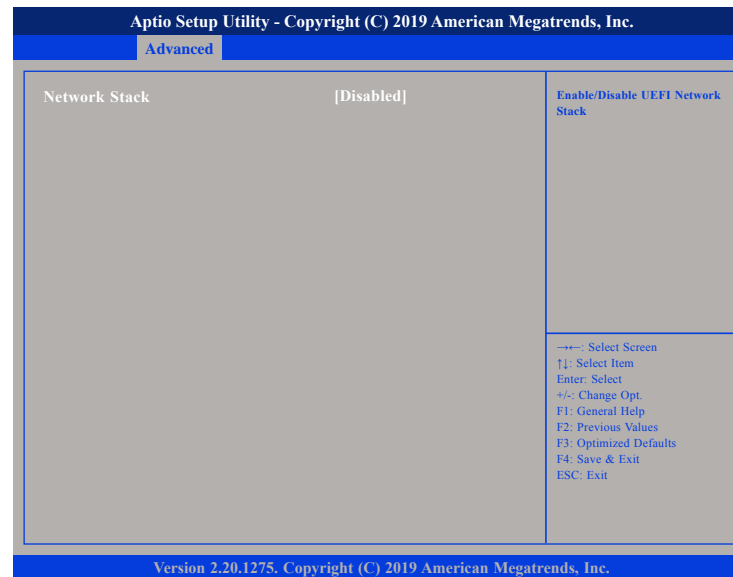 Aptio Setup Utility - Copyright (C) 2019 American Megatrends, Inc.
Advanced
Network Stack [Disabled]
Enable/Disable UEFI Network
Stack
→←: Select Screen
↑↓: Select Item
Enter: Select
+/-: Change Opt.
F1: General Help
F2: Previous Values
F3: Optimized Defaults
F4: Save & Exit
ESC: Exit
Version 2.20.1275. Copyright (C) 2019 American Megatrends, Inc.